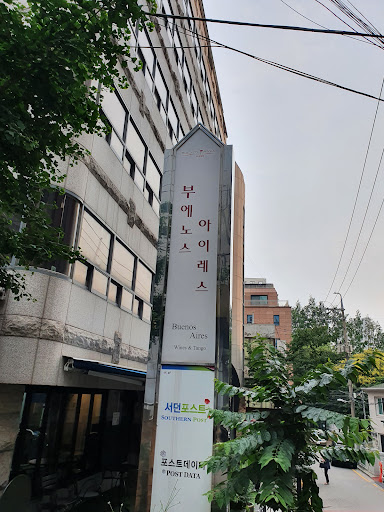 부에노스
아이레스
Buenos
Aires
Wines & Tango
서던포스트
SOUTHERN POST
포스트데이터
POST DATA